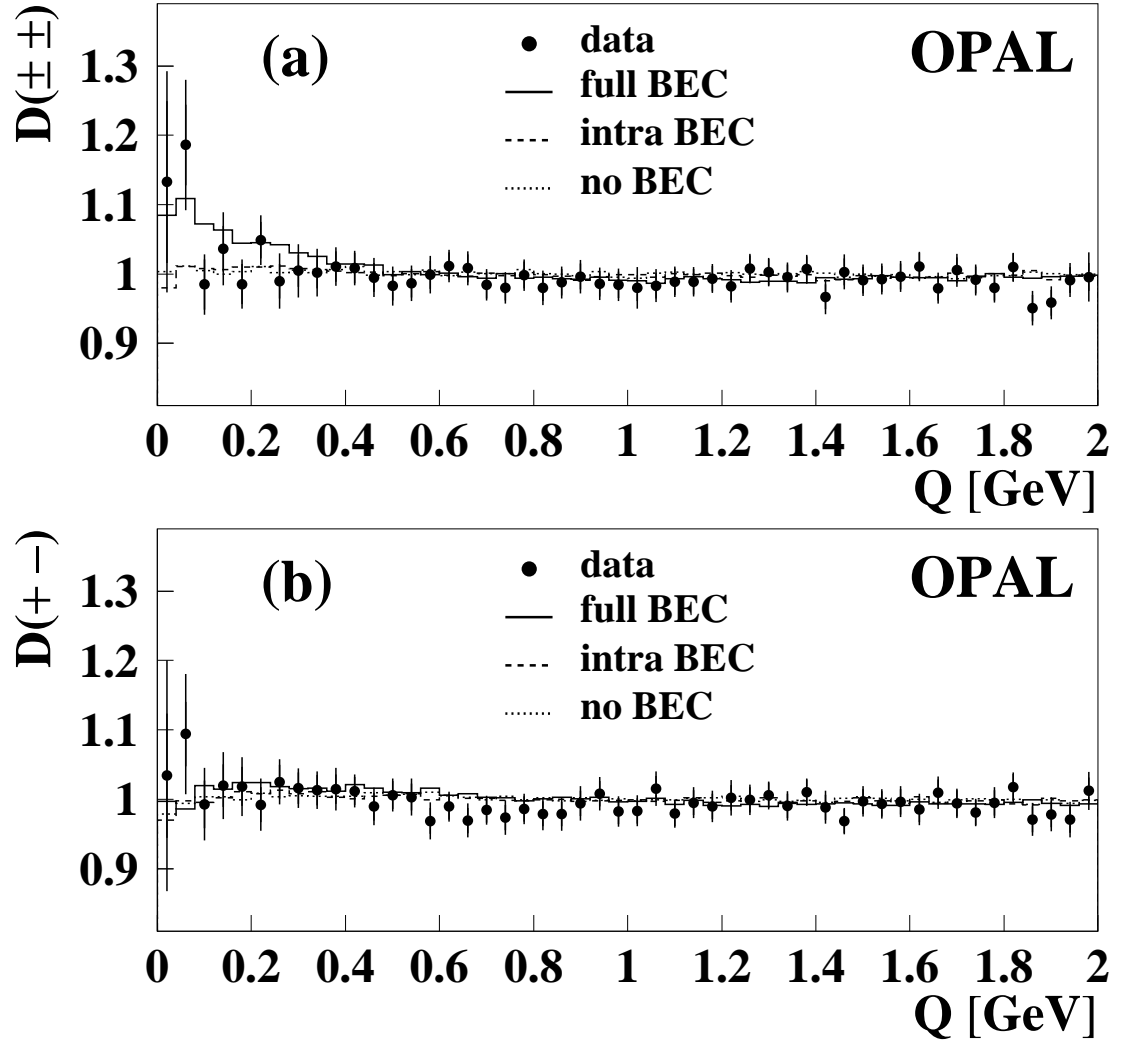 D(± ±)
(a)
OPAL
data
full BEC
intra BEC
no BEC
1.3
1.2
1.1
1
0.9
0 0.2 0.4 0.6 0.8 1 1.2 1.4 1.6 1.8 2
Q [GeV]
D(+ −)
(b)
OPAL
data
full BEC
intra BEC
no BEC
1.3
1.2
1.1
1
0.9
0 0.2 0.4 0.6 0.8 1 1.2 1.4 1.6 1.8 2
Q [GeV]